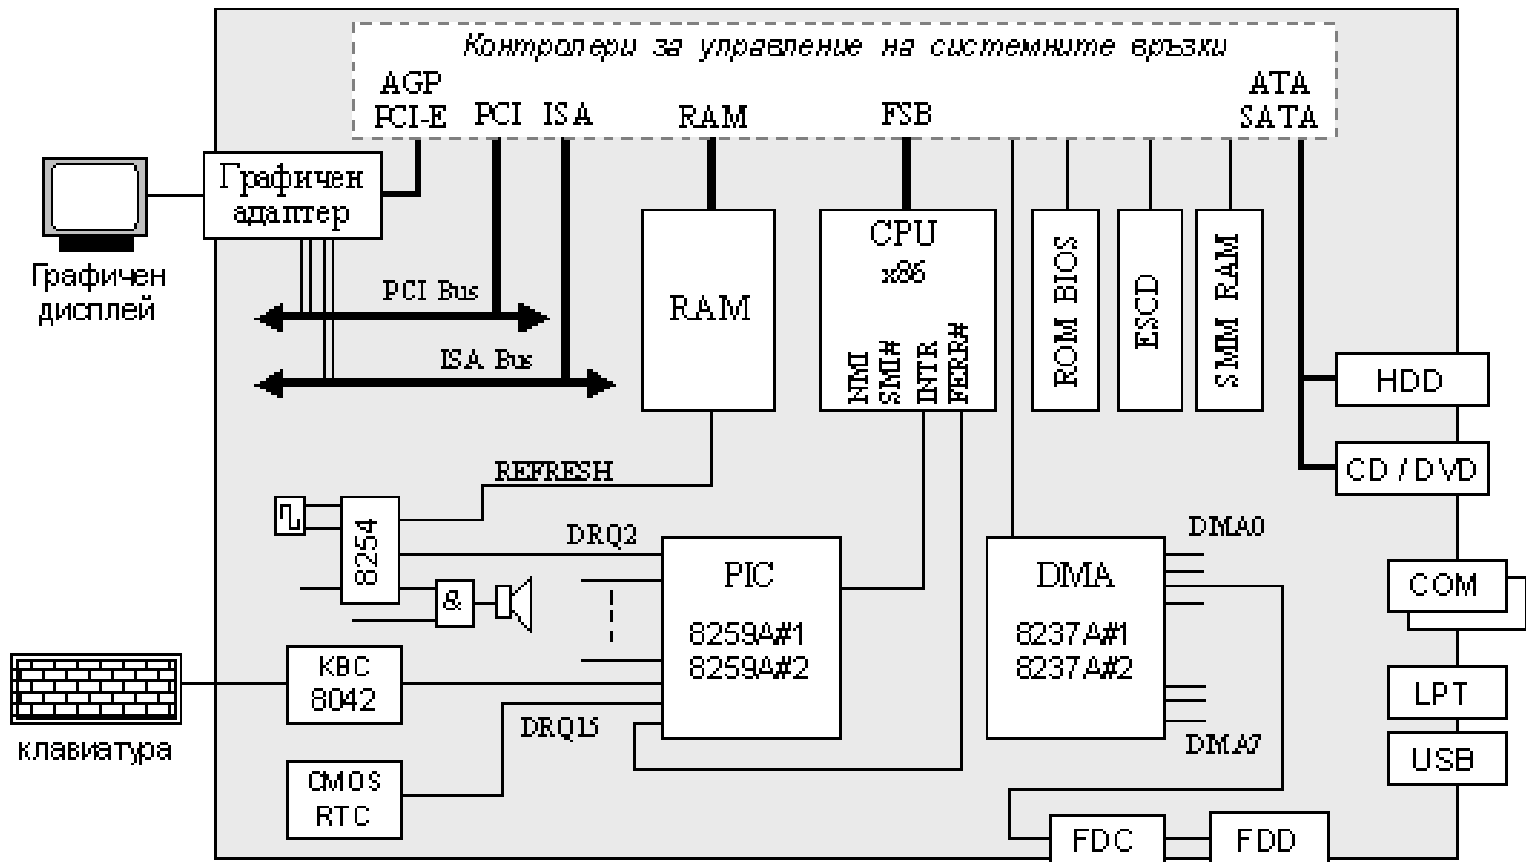 Контролери за управление на системните връзки
AGP
PCI-E
PCI
ISA
RAM
FSB
ATA
SATA
Графичен
адаптер
Графичен
дисплей
PCI Bus
ISA Bus
RAM
CPU
x86
NMI
SMI#
INTR
FERR#
ROM BIOS
ESCD
SMM RAM
HDD
CD / DVD
REFRESH
8254
DRQ2
&
PIC
8259A#1
8259A#2
DMA
8237A#1
8237A#2
DMA0
DMA7
COM
LPT
USB
KBC
8042
клавиатура
DRQ15
CMOS
RTC
FDC
FDD